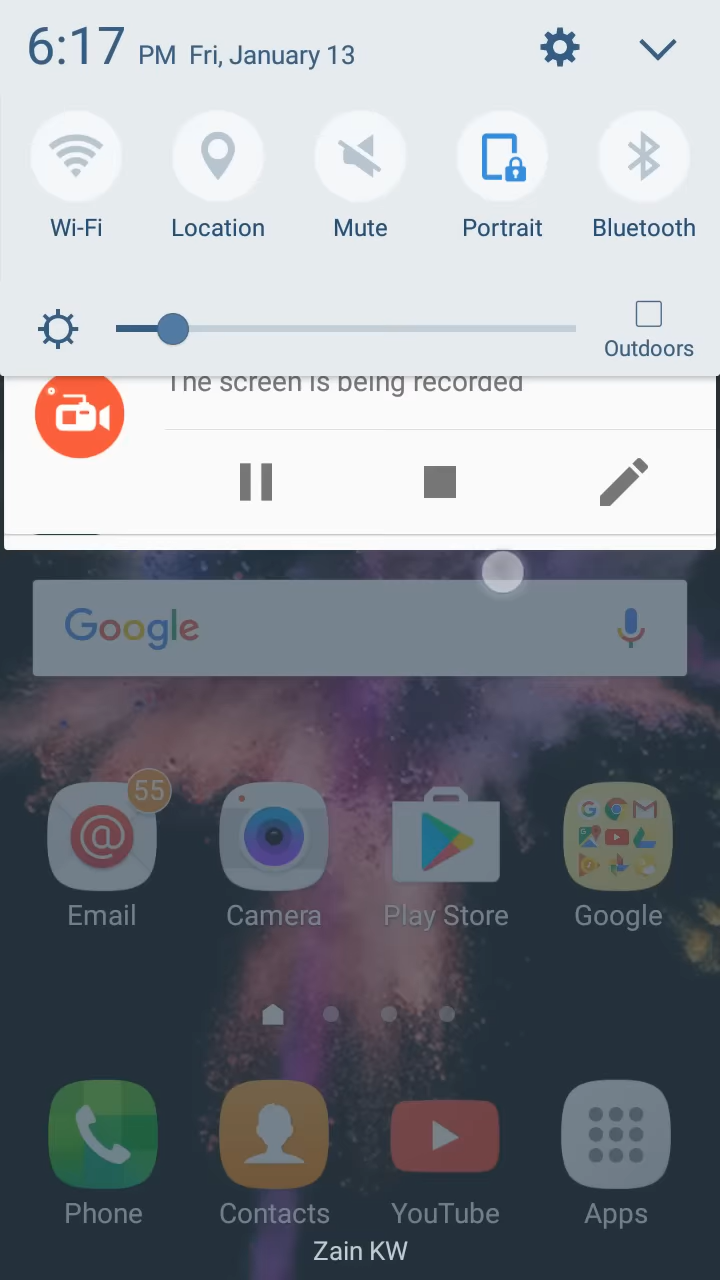 6:17 PM Fri, January 13
Wi-Fi Location Mute Portrait Bluetooth
Outdoors
The screen is being recorded
Google
55
Email Camera Play Store Google
Phone Contacts YouTube Apps
Zain KW